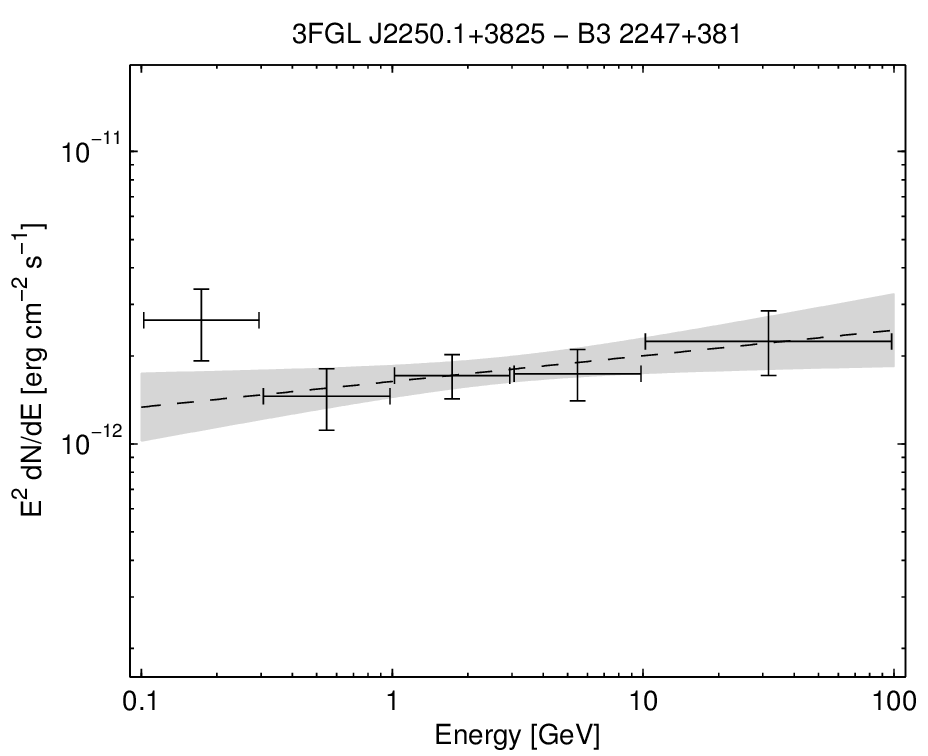 3FGL J2250.1+3825 − B3 2247+381
E² dN/dE [erg cm⁻² s⁻¹]
10⁻¹¹
10⁻¹²
0.1 1 10 100
Energy [GeV]